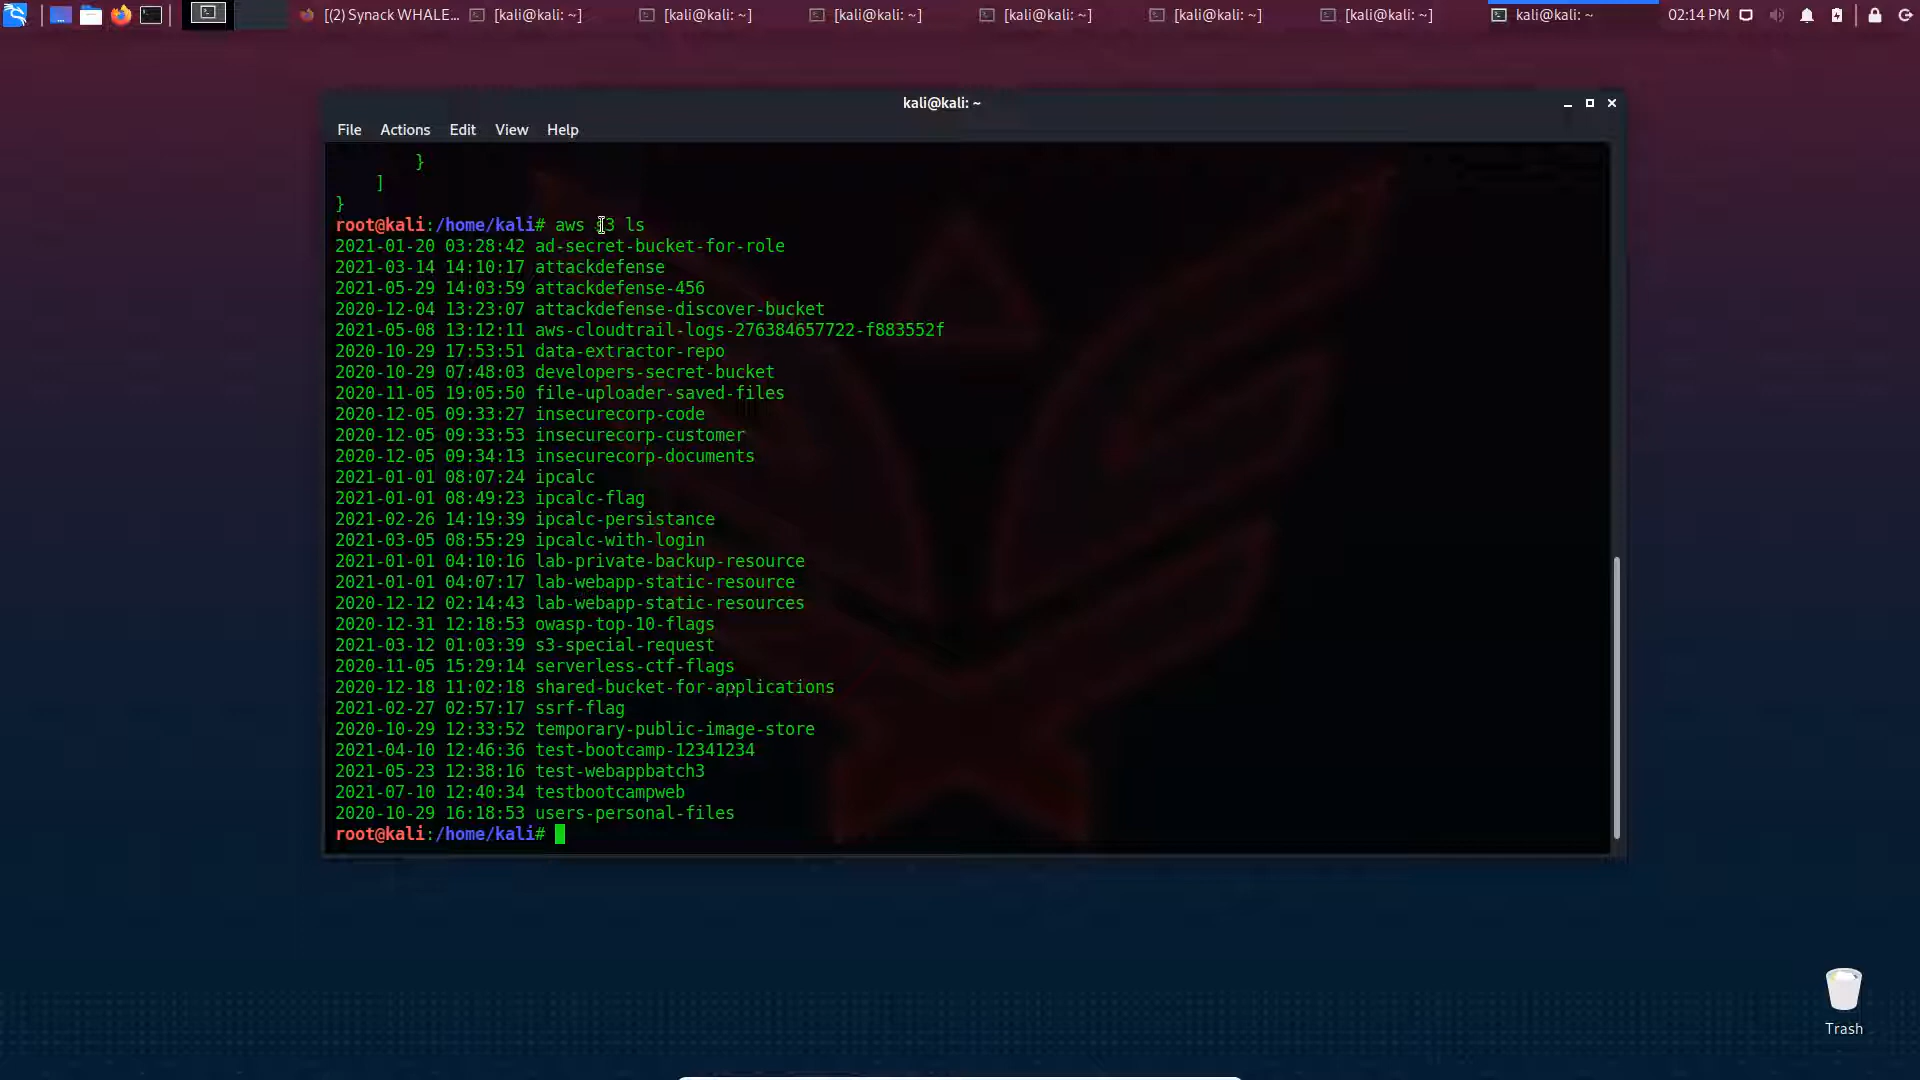 [(2) Synack WHALE... [kali@kali: ~] [kali@kali: ~] [kali@kali: ~] [kali@kali: ~] [kali@kali: ~] [kali@kali: ~] kali@kali: ~ 02:14 PM
kali@kali: ~
File Actions Edit View Help
}
]
}
root@kali:/home/kali# aws s3 ls
2021-01-20 03:28:42 ad-secret-bucket-for-role
2021-03-14 14:10:17 attackdefense
2021-05-29 14:03:59 attackdefense-456
2020-12-04 13:23:07 attackdefense-discover-bucket
2021-05-08 13:12:11 aws-cloudtrail-logs-276384657722-f883552f
2020-10-29 17:53:51 data-extractor-repo
2020-10-29 07:48:03 developers-secret-bucket
2020-11-05 19:05:50 file-uploader-saved-files
2020-12-05 09:33:27 insecurecorp-code
2020-12-05 09:33:53 insecurecorp-customer
2020-12-05 09:34:13 insecurecorp-documents
2021-01-01 08:07:24 ipcalc
2021-01-01 08:49:23 ipcalc-flag
2021-02-26 14:19:39 ipcalc-persistance
2021-03-05 08:55:29 ipcalc-with-login
2021-01-01 04:10:16 lab-private-backup-resource
2021-01-01 04:07:17 lab-webapp-static-resource
2020-12-12 02:14:43 lab-webapp-static-resources
2020-12-31 12:18:53 owasp-top-10-flags
2021-03-12 01:03:39 s3-special-request
2020-11-05 15:29:14 serverless-ctf-flags
2020-12-18 11:02:18 shared-bucket-for-applications
2021-02-27 02:57:17 ssrf-flag
2020-10-29 12:33:52 temporary-public-image-store
2021-04-10 12:46:36 test-bootcamp-12341234
2021-05-23 12:38:16 test-webappbatch3
2021-07-10 12:40:34 testbootcampweb
2020-10-29 16:18:53 users-personal-files
root@kali:/home/kali#
Trash